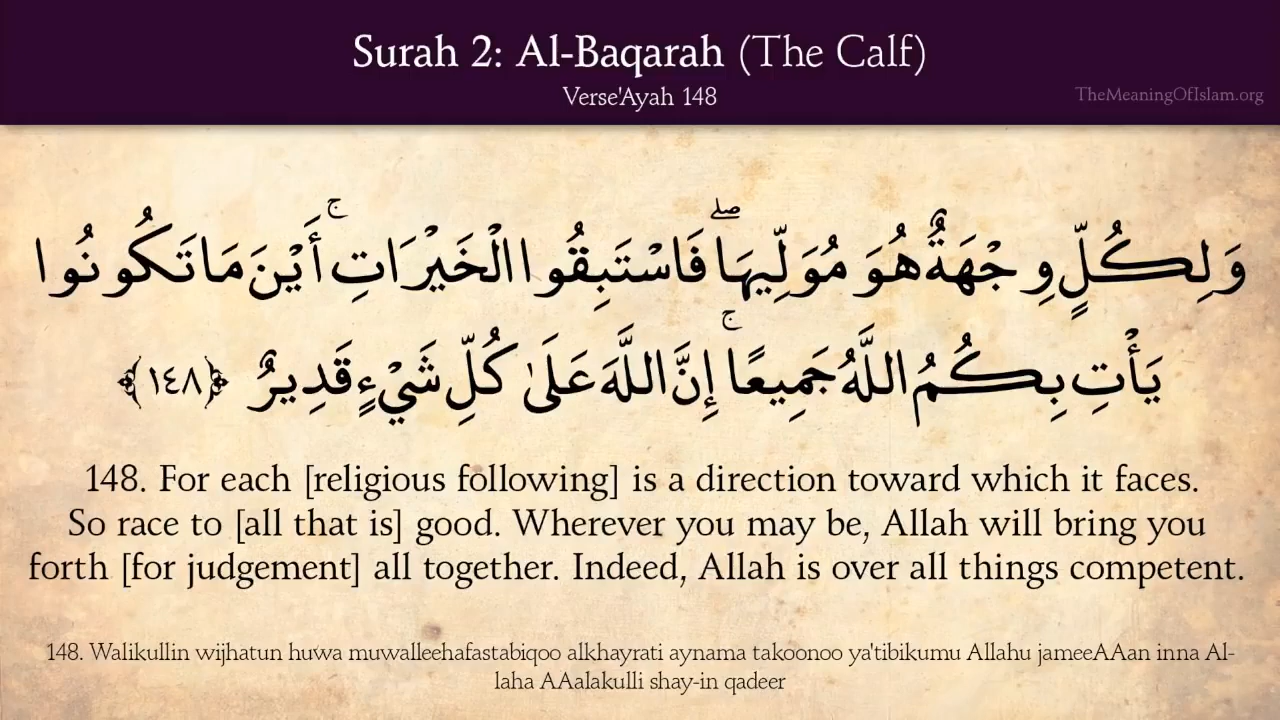 Surah 2: Al-Baqarah (The Calf)
Verse'Ayah 148
TheMeaningOfIslam.org
وَلِكُلٍّ وِجْهَةٌ هُوَ مُوَلِّيهَا ۖ فَاسْتَبِقُوا الْخَيْرَاتِ ۚ أَيْنَ مَا تَكُونُوا
يَأْتِ بِكُمُ اللَّهُ جَمِيعًا ۚ إِنَّ اللَّهَ عَلَىٰ كُلِّ شَيْءٍ قَدِيرٌ ﴿١٤٨﴾
148. For each [religious following] is a direction toward which it faces.
So race to [all that is] good. Wherever you may be, Allah will bring you
forth [for judgement] all together. Indeed, Allah is over all things competent.
148. Walikullin wijhatun huwa muwalleehafastabiqoo alkhayrati aynama takoonoo ya'tibikumu Allahu jameeAAan inna Al-
laha AAalakulli shay-in qadeer